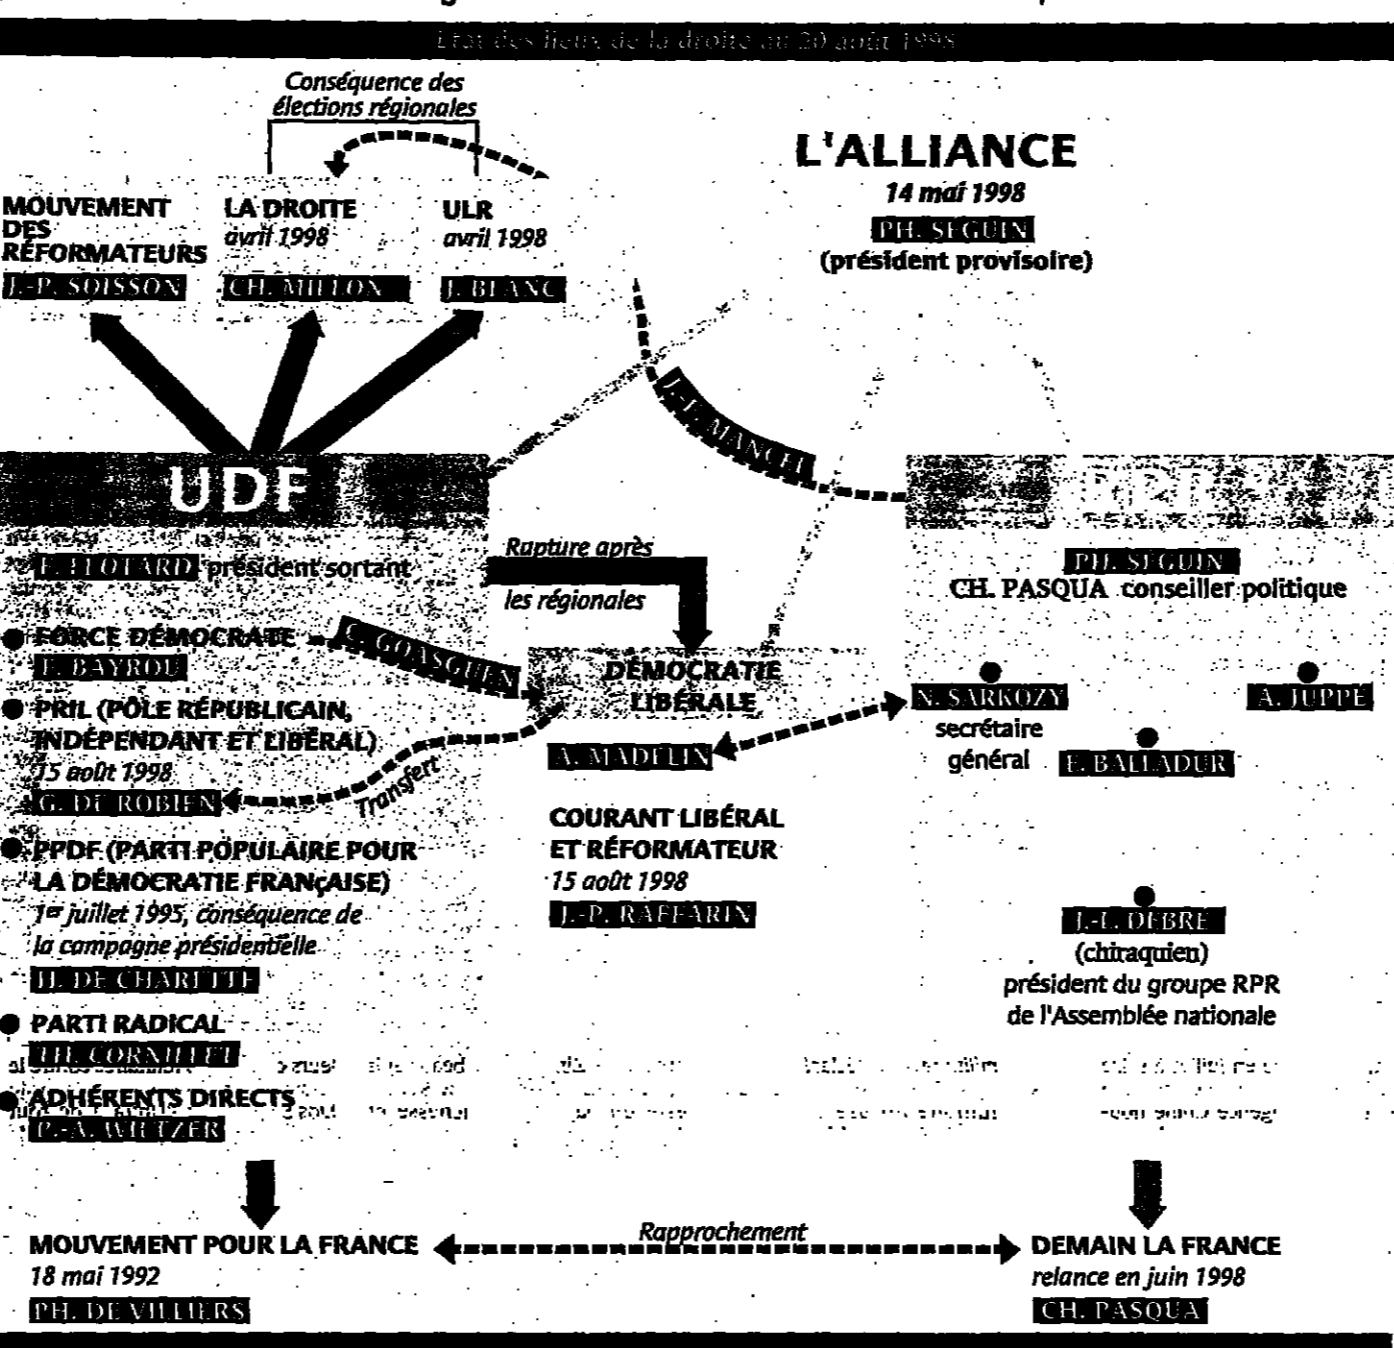 Etat des lieux de la droite au 20 août 1998
Conséquence des
élections régionales
L'ALLIANCE
14 mai 1998
PH. SEGUIN
(président provisoire)
MOUVEMENT
DES
RÉFORMATEURS
J.-P. SOISSON
LA DROITE
avril 1998
CH. MILLON
ULR
avril 1998
J. BLANC
J.-F. MANCEL
UDF
F. LEOTARD président sortant
FORCE DÉMOCRATE
F. BAYROU
C. GOASGUEN
PRIL (PÔLE RÉPUBLICAIN,
INDÉPENDANT ET LIBÉRAL)
15 août 1998
G. DE ROBIEN
Transfert
PPDF (PARTI POPULAIRE POUR
LA DÉMOCRATIE FRANÇAISE)
1er juillet 1995, conséquence de
la campagne présidentielle
H. DE CHARETTE
PARTI RADICAL
TH. CORNILLET
ADHÉRENTS DIRECTS
P.-A. WILTZER
Rupture après
les régionales
DÉMOCRATIE
LIBÉRALE
A. MADELIN
COURANT LIBÉRAL
ET RÉFORMATEUR
15 août 1998
J.-P. RAFFARIN
RPR
PH. SEGUIN
CH. PASQUA conseiller politique
N. SARKOZY
secrétaire
général
A. JUPPE
E. BALLADUR
J.-L. DEBRE
(chiraquien)
président du groupe RPR
de l'Assemblée nationale
MOUVEMENT POUR LA FRANCE
18 mai 1992
PH. DE VILLIERS
Rapprochement
DEMAIN LA FRANCE
relance en juin 1998
CH. PASQUA